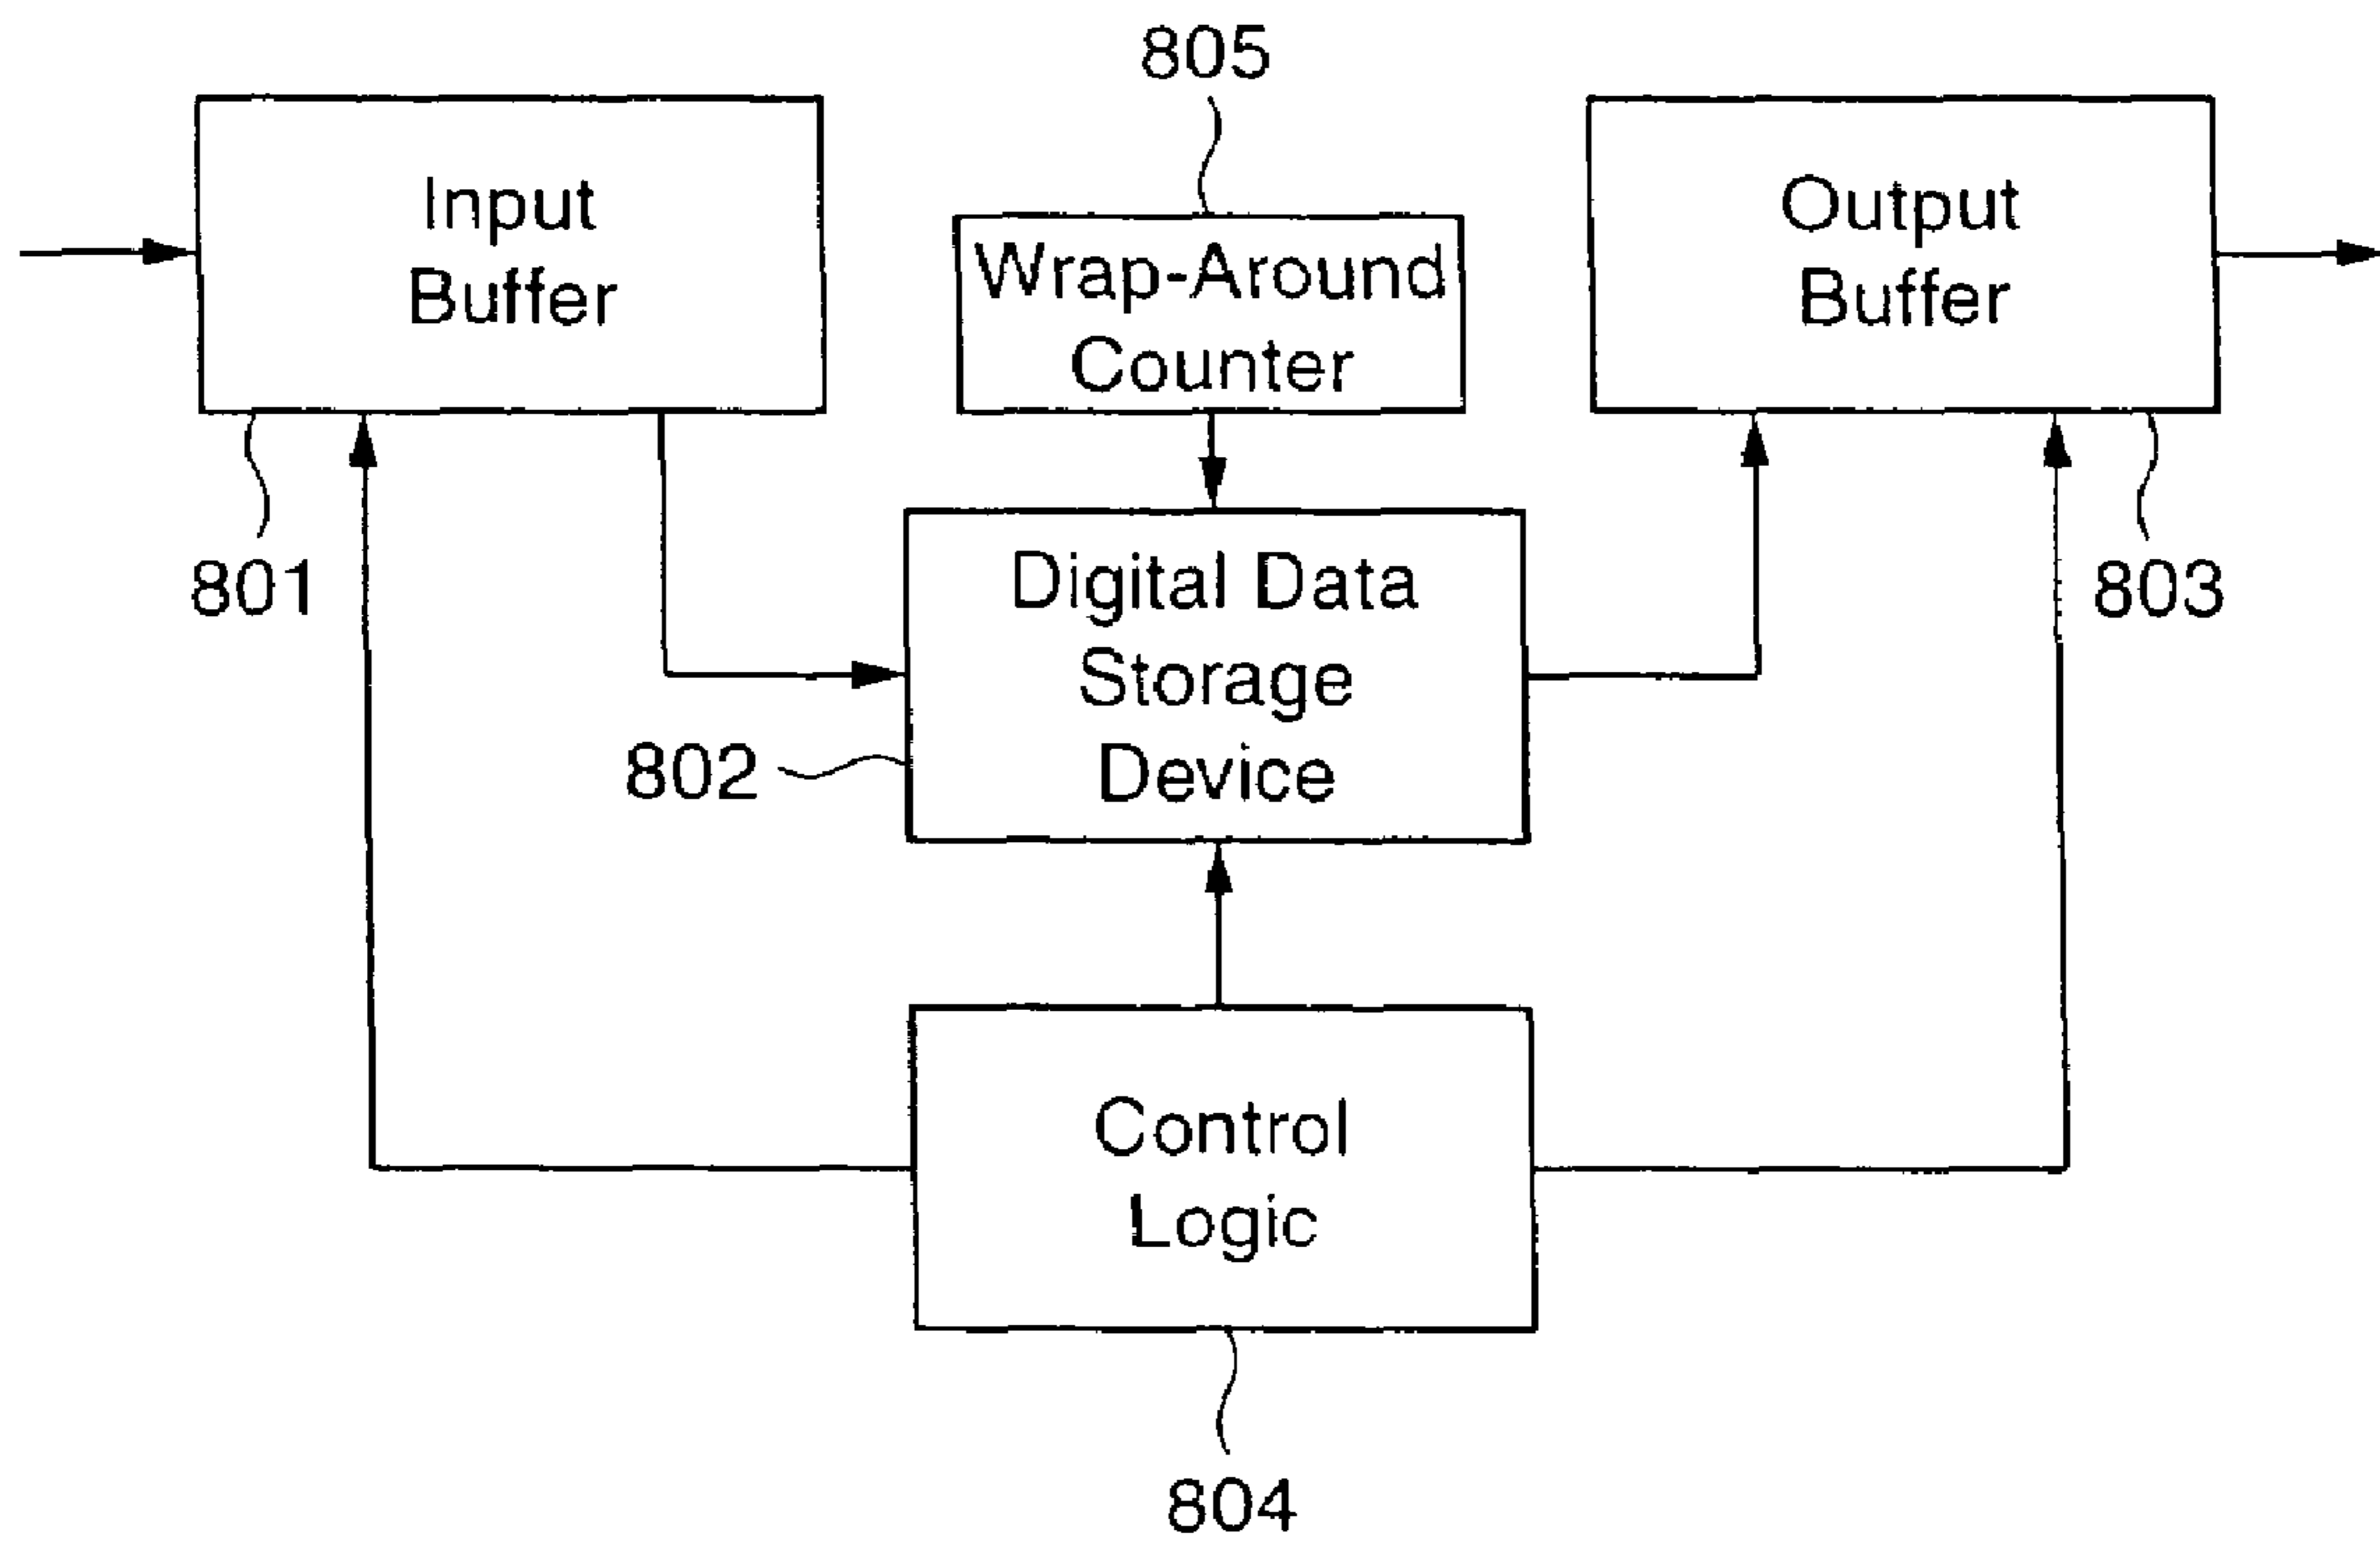 805
Input
Buffer
Wrap-Around
Counter
Output
Buffer
801
Digital Data
Storage
Device
803
802
Control
Logic
804